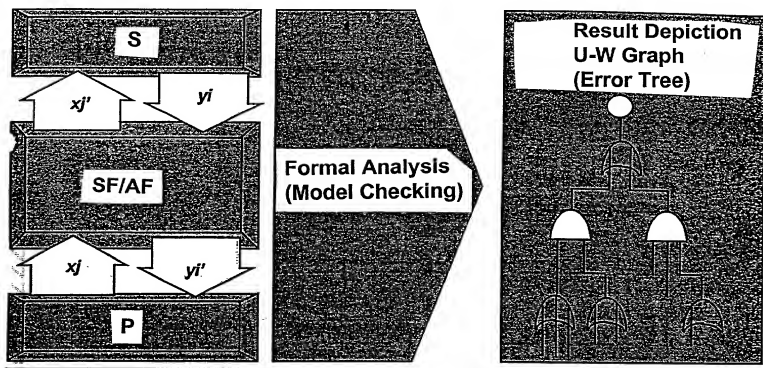 S
xj'
yi
SF/AF
xj
yi'
P
Formal Analysis
(Model Checking)
Result Depiction
U-W Graph
(Error Tree)